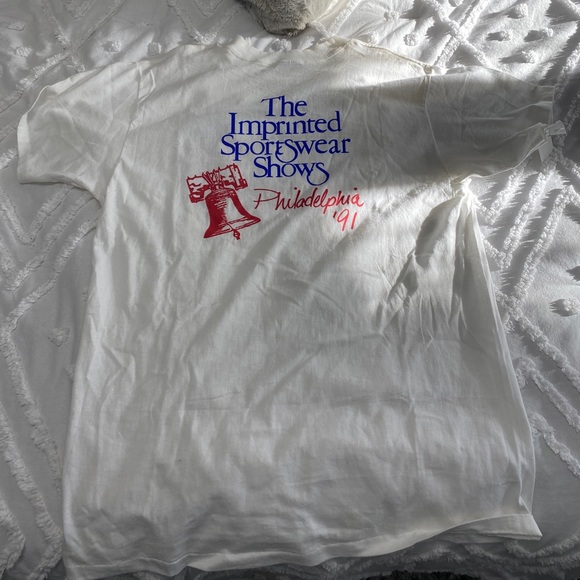 The
Imprinted
Sportswear
Shows
Philadelphia
'91